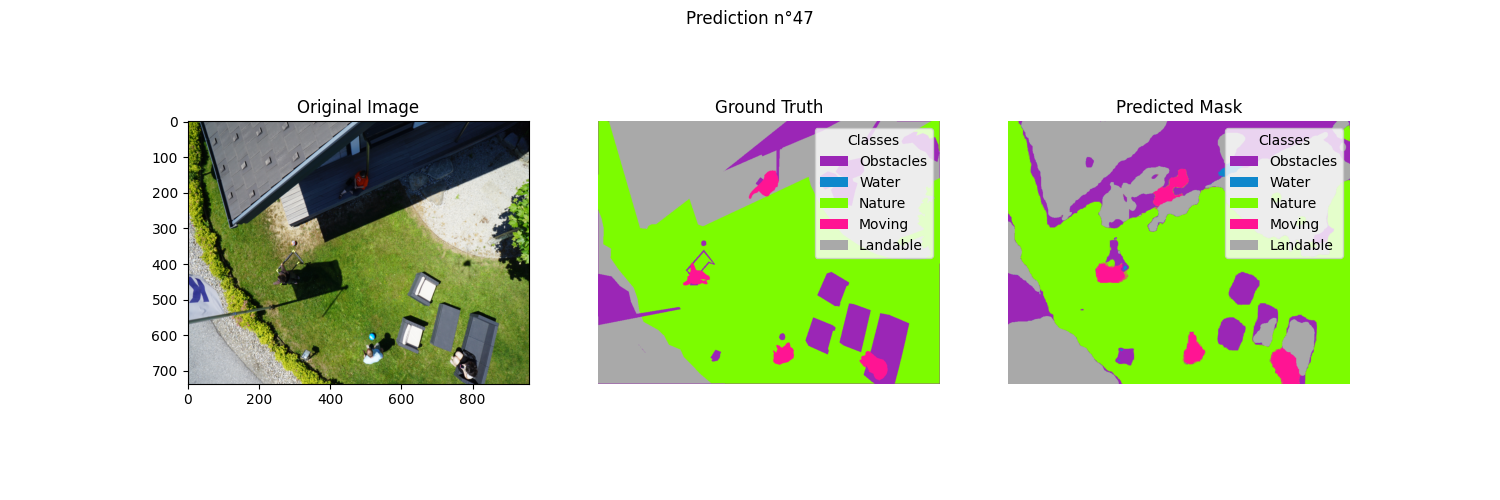 Prediction n°47
Original Image
Ground Truth
Predicted Mask
0
100
200
300
400
500
600
700
0
200
400
600
800
Classes
Obstacles
Water
Nature
Moving
Landable
Classes
Obstacles
Water
Nature
Moving
Landable